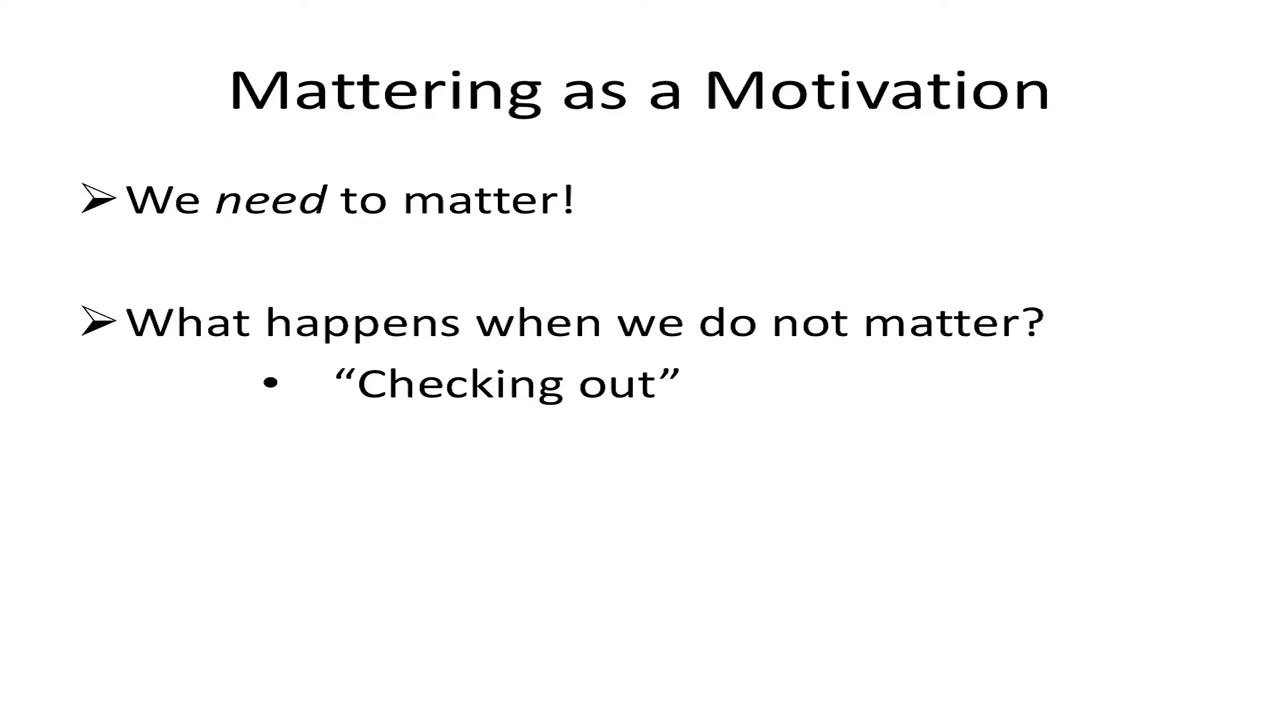 Mattering as a Motivation
➢ We need to matter!
➢ What happens when we do not matter?
• “Checking out”